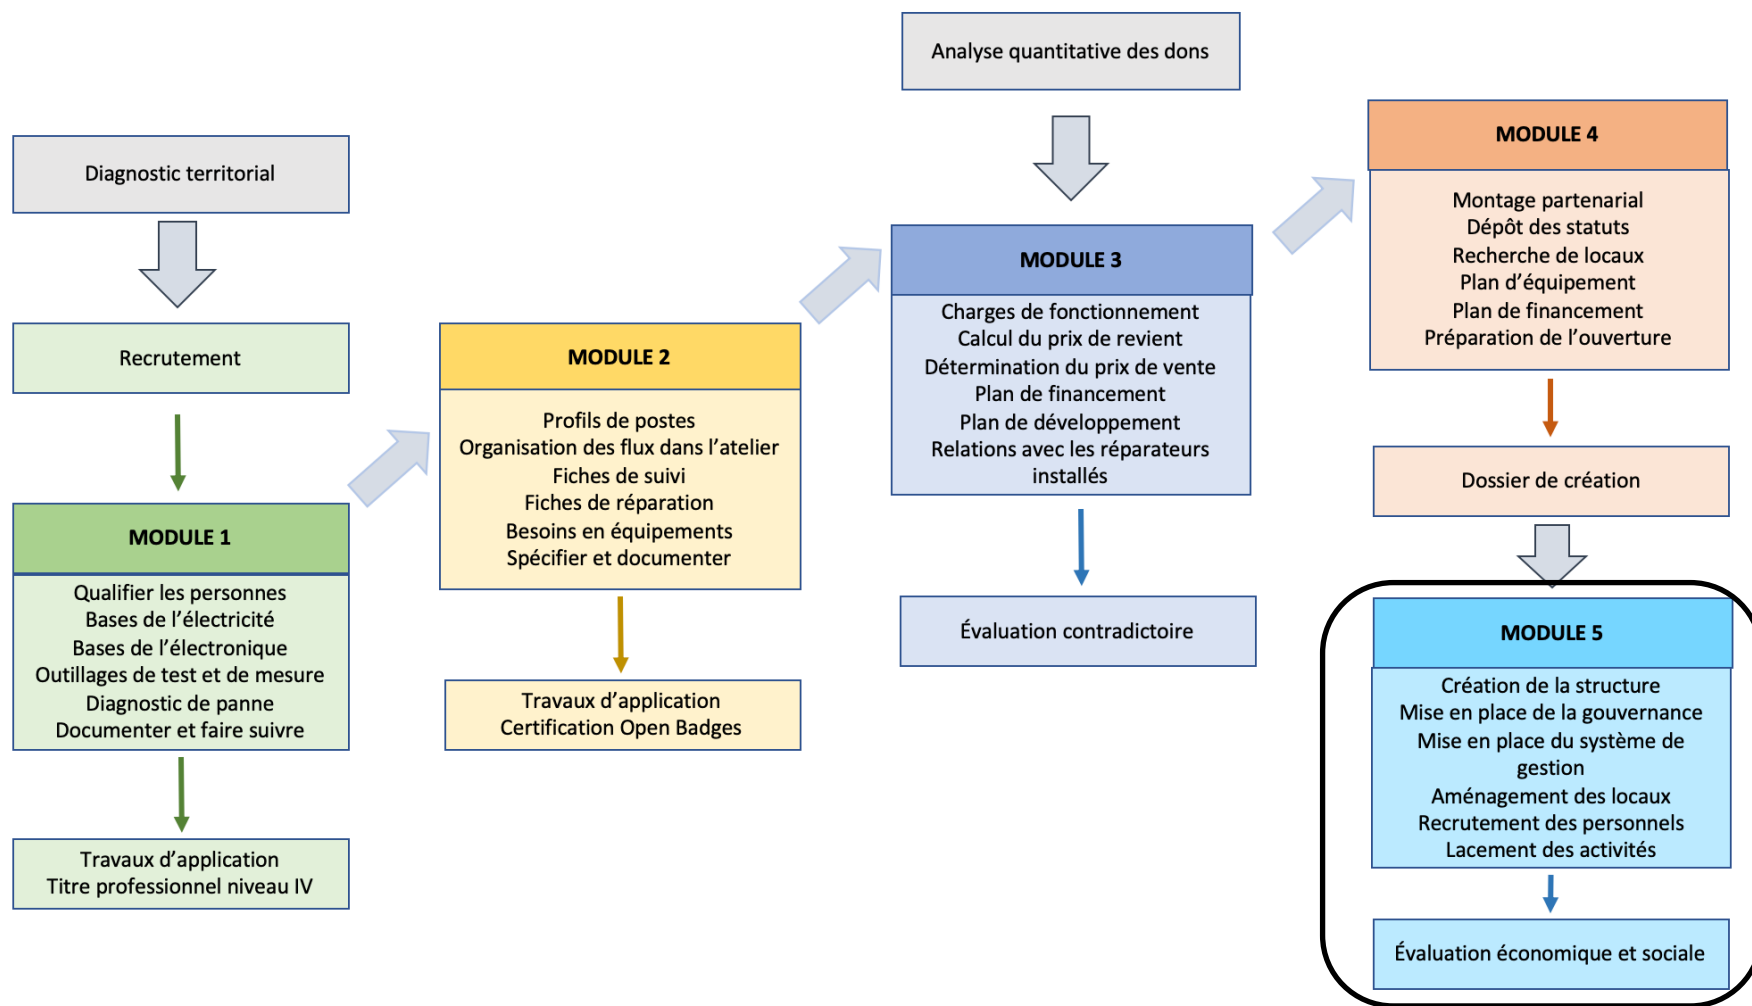 Diagnostic territorial
Recrutement
MODULE 1
Qualifier les personnes
Bases de l’électricité
Bases de l’électronique
Outillages de test et de mesure
Diagnostic de panne
Documenter et faire suivre
Travaux d’application
Titre professionnel niveau IV
MODULE 2
Profils de postes
Organisation des flux dans l’atelier
Fiches de suivi
Fiches de réparation
Besoins en équipements
Spécifier et documenter
Travaux d’application
Certification Open Badges
Analyse quantitative des dons
MODULE 3
Charges de fonctionnement
Calcul du prix de revient
Détermination du prix de vente
Plan de financement
Plan de développement
Relations avec les réparateurs
installés
Évaluation contradictoire
MODULE 4
Montage partenarial
Dépôt des statuts
Recherche de locaux
Plan d’équipement
Plan de financement
Préparation de l’ouverture
Dossier de création
MODULE 5
Création de la structure
Mise en place de la gouvernance
Mise en place du système de
gestion
Aménagement des locaux
Recrutement des personnels
Lacement des activités
Évaluation économique et sociale